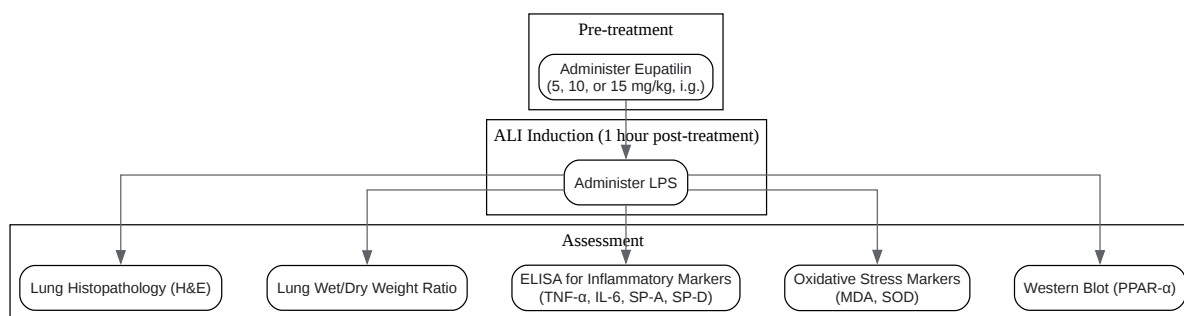 Pre-treatment
Administer Eupatilin
(5, 10, or 15 mg/kg, i.g.)
ALI Induction (1 hour post-treatment)
Administer LPS
Assessment
Lung Histopathology (H&E)
Lung Wet/Dry Weight Ratio
ELISA for Inflammatory Markers
(TNF-α, IL-6, SP-A, SP-D)
Oxidative Stress Markers
(MDA, SOD)
Western Blot (PPAR-α)